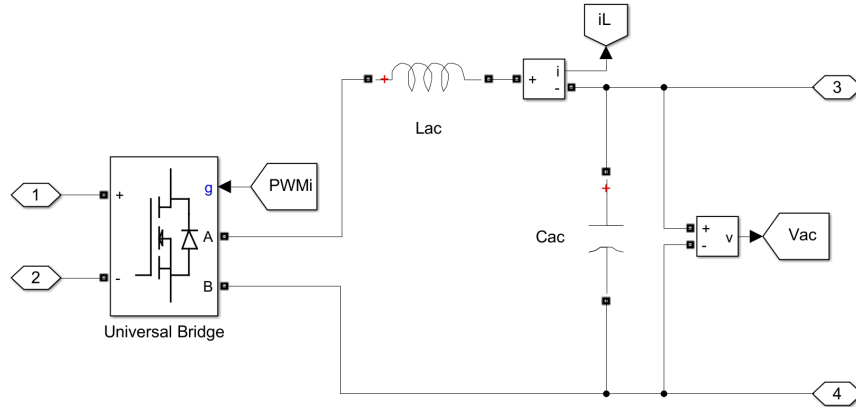 iL
i
+
-
3
Lac
1
+
g
PWMi
A
2
-
B
Universal Bridge
Cac
+
-
v
Vac
4